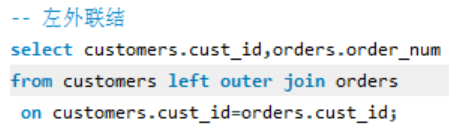 -- 左外联结
select customers.cust_id,orders.order_num
from customers left outer join orders
on customers.cust_id=orders.cust_id;